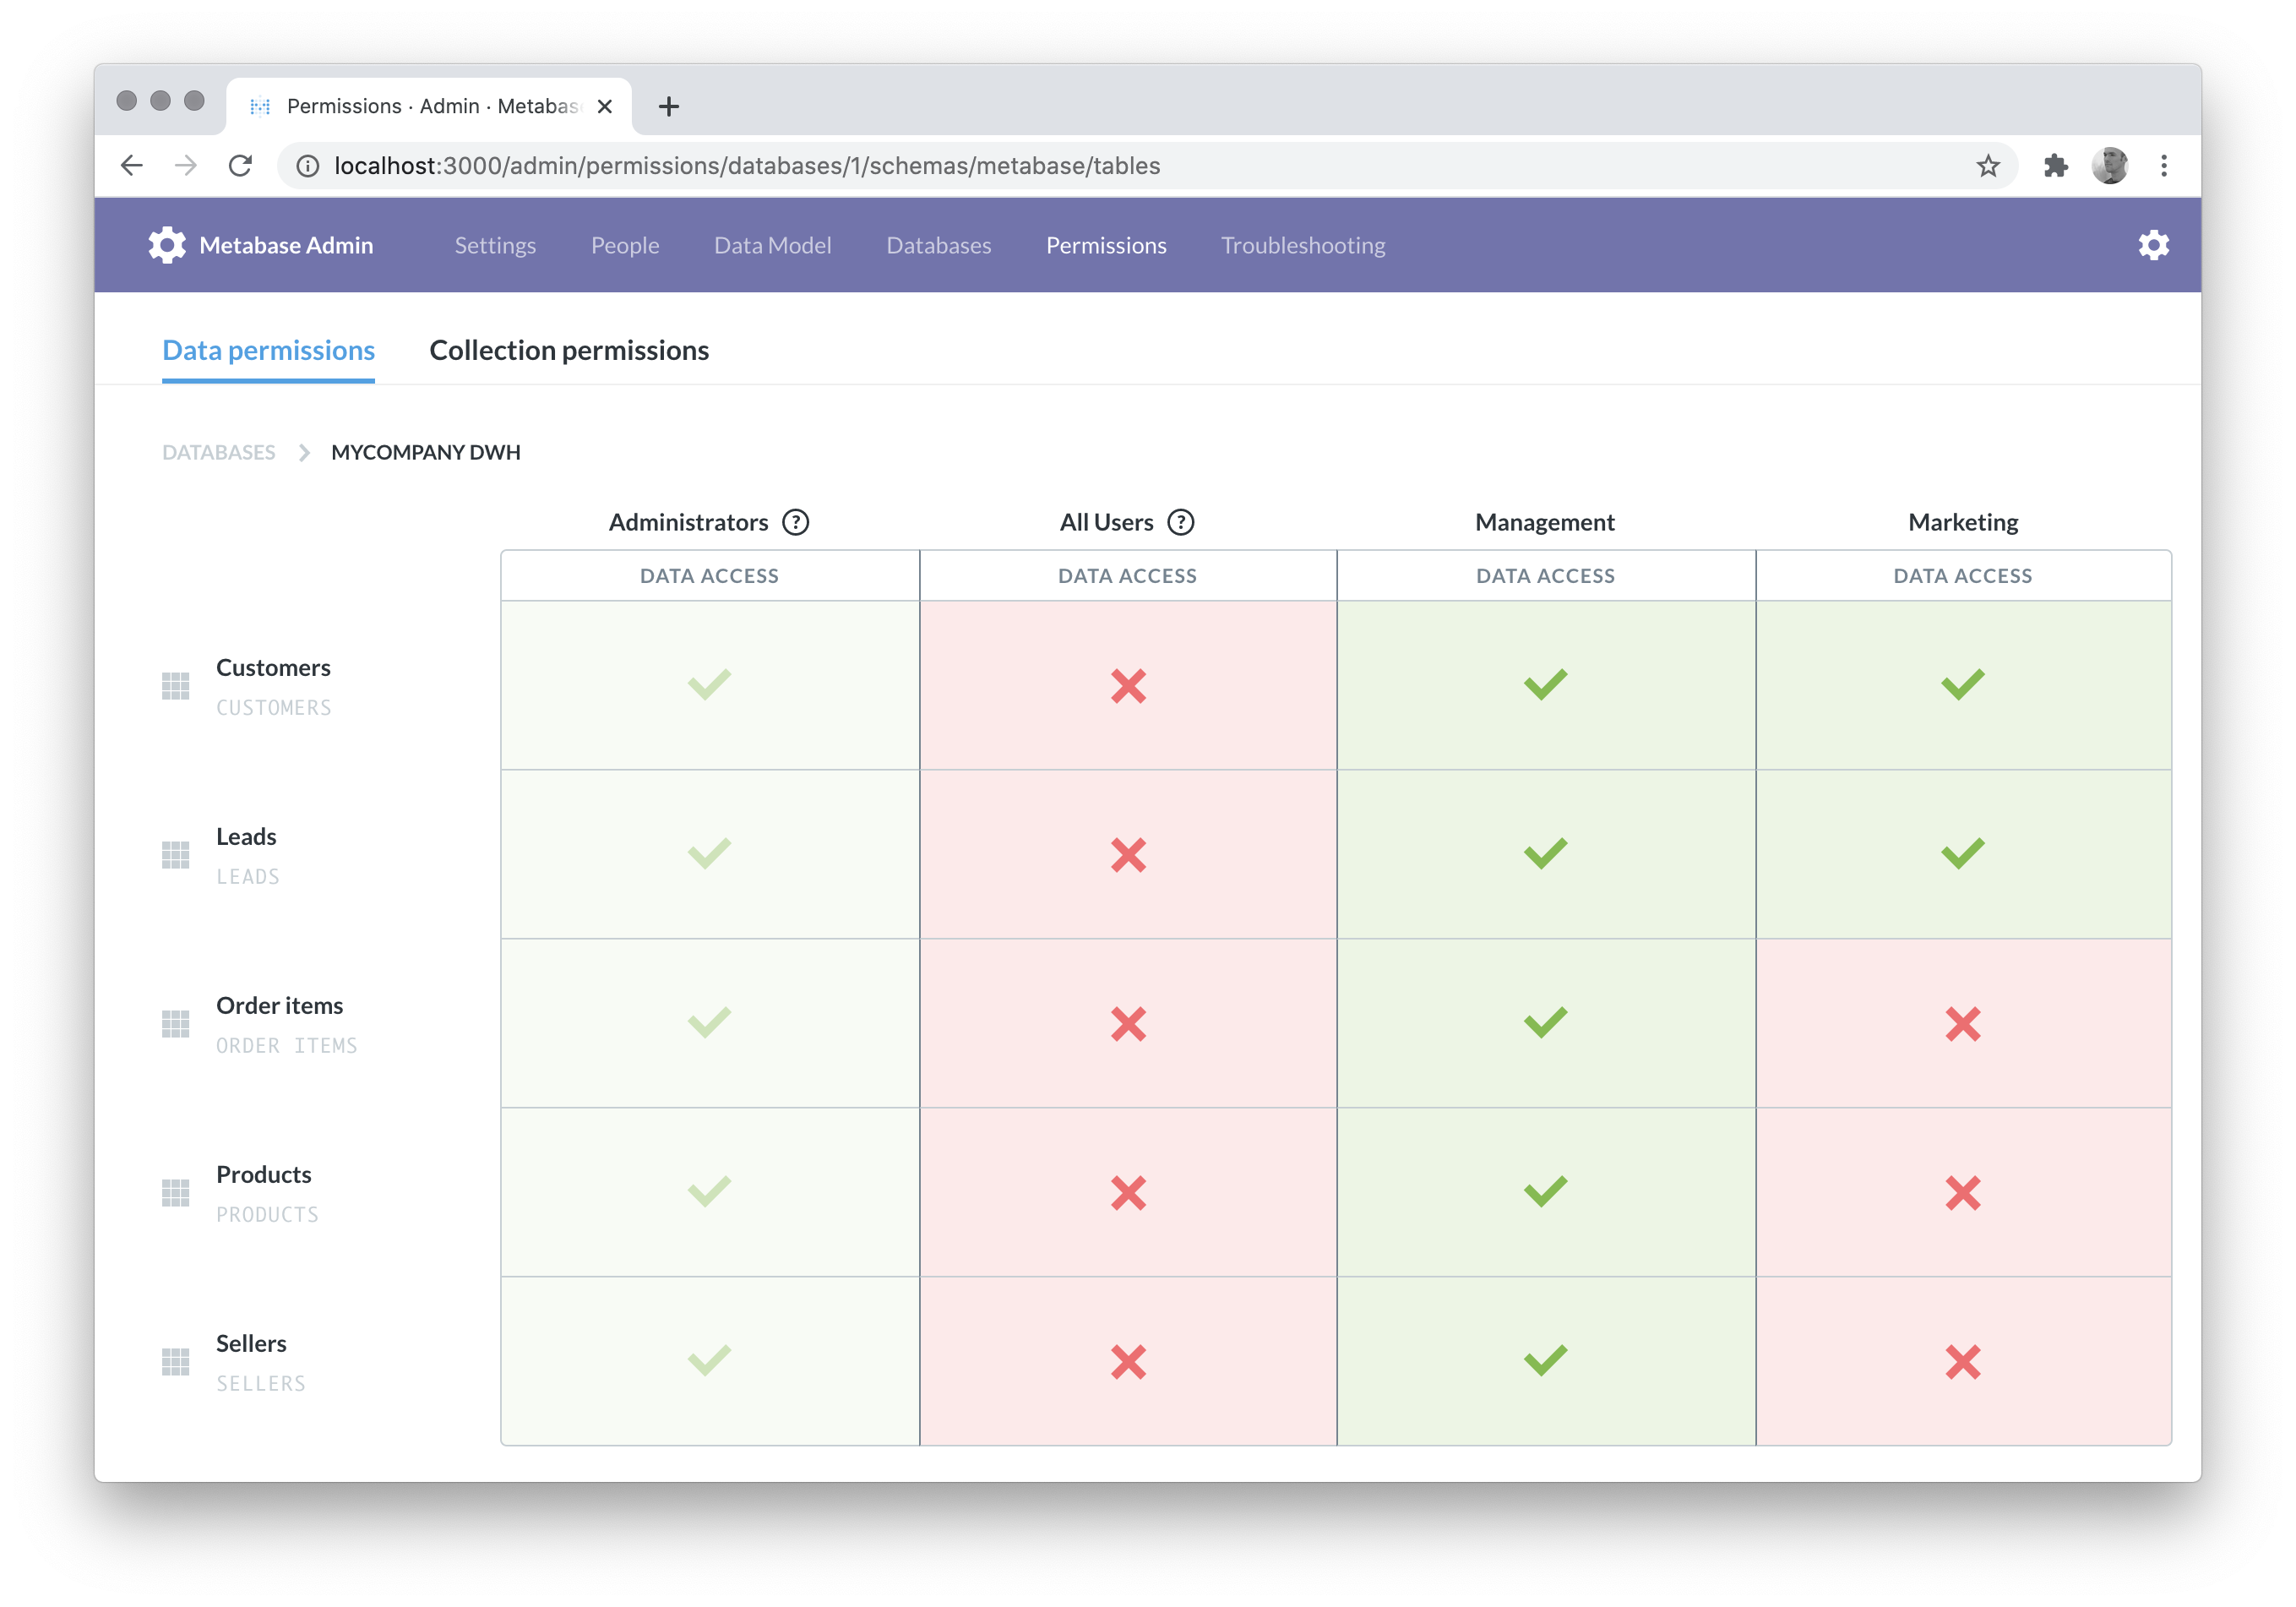 Permissions · Admin · Metabase
localhost:3000/admin/permissions/databases/1/schemas/metabase/tables
Metabase Admin Settings People Data Model Databases Permissions Troubleshooting
Data permissions Collection permissions
DATABASES MYCOMPANY DWH
Administrators ? All Users ? Management Marketing
DATA ACCESS DATA ACCESS DATA ACCESS DATA ACCESS
Customers
CUSTOMERS
Leads
LEADS
Order items
ORDER ITEMS
Products
PRODUCTS
Sellers
SELLERS